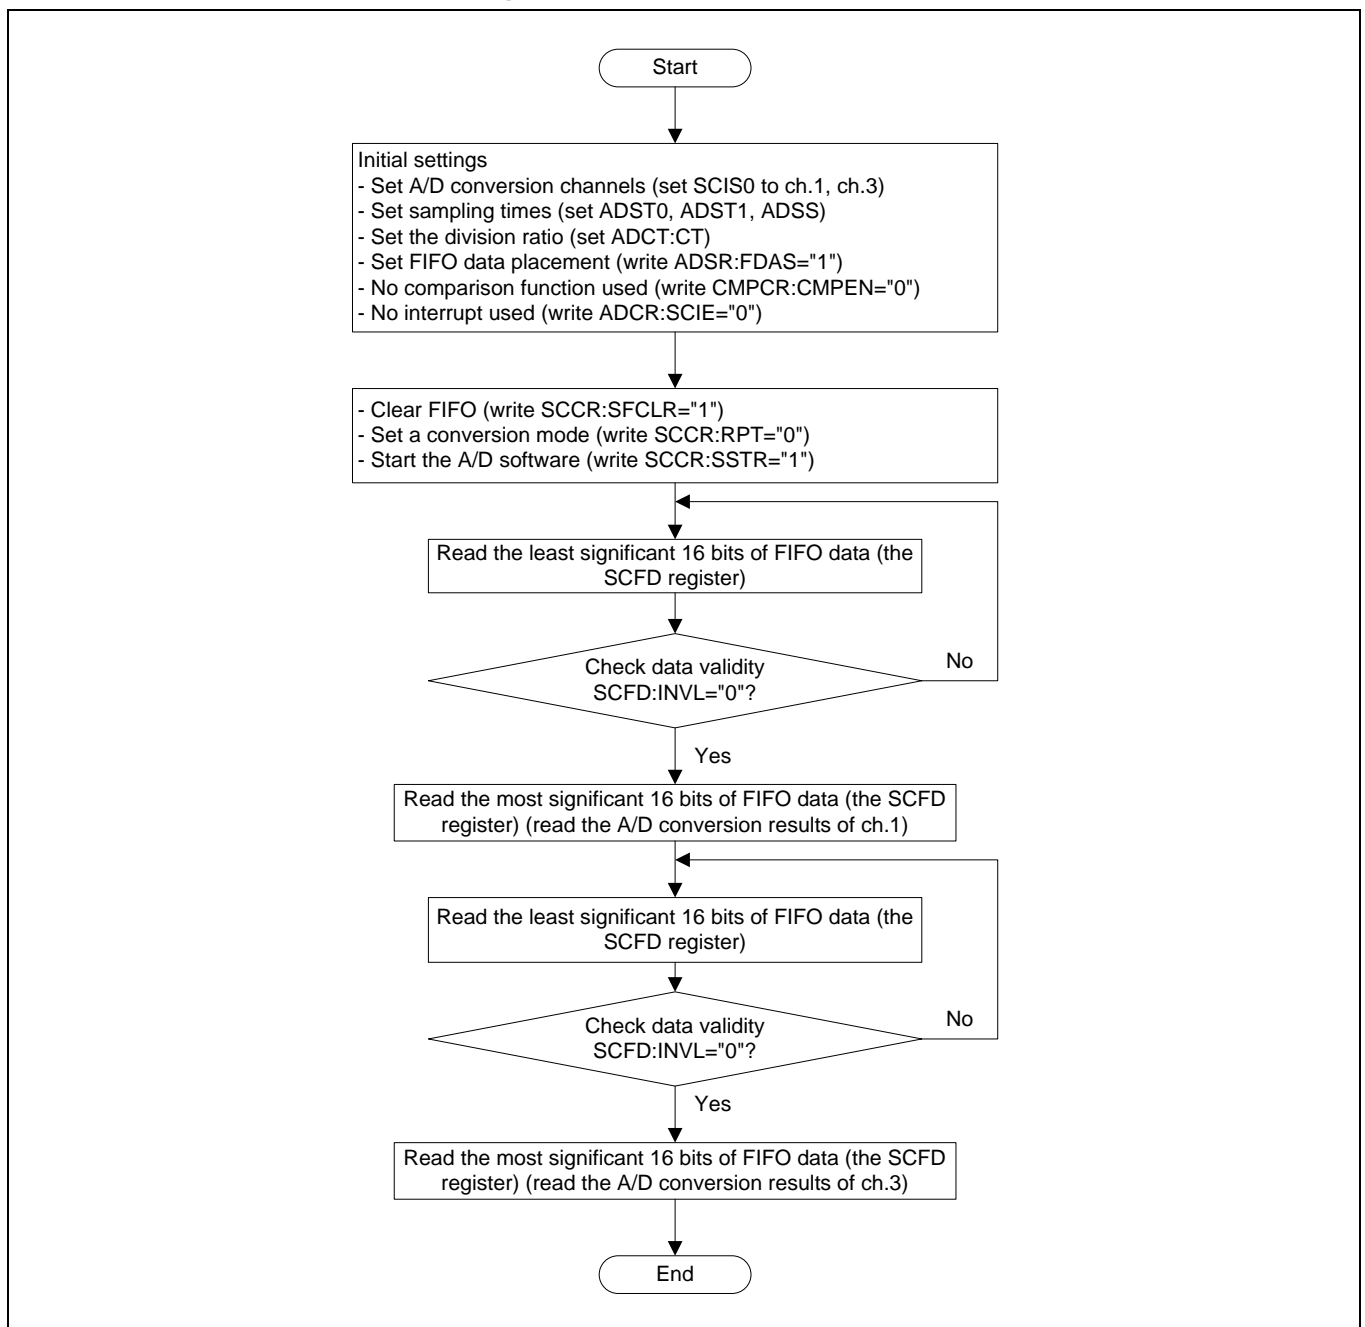 Start
Initial settings
- Set A/D conversion channels (set SCIS0 to ch.1, ch.3)
- Set sampling times (set ADST0, ADST1, ADSS)
- Set the division ratio (set ADCT:CT)
- Set FIFO data placement (write ADSR:FDAS="1")
- No comparison function used (write CMPCR:CMPEN="0")
- No interrupt used (write ADCR:SCIE="0")
- Clear FIFO (write SCCR:SFCLR="1")
- Set a conversion mode (write SCCR:RPT="0")
- Start the A/D software (write SCCR:SSTR="1")
Read the least significant 16 bits of FIFO data (the
SCFD register)
Check data validity
SCFD:INVL="0"?
No
Yes
Read the most significant 16 bits of FIFO data (the SCFD
register) (read the A/D conversion results of ch.1)
Read the least significant 16 bits of FIFO data (the
SCFD register)
Check data validity
SCFD:INVL="0"?
No
Yes
Read the most significant 16 bits of FIFO data (the SCFD
register) (read the A/D conversion results of ch.3)
End